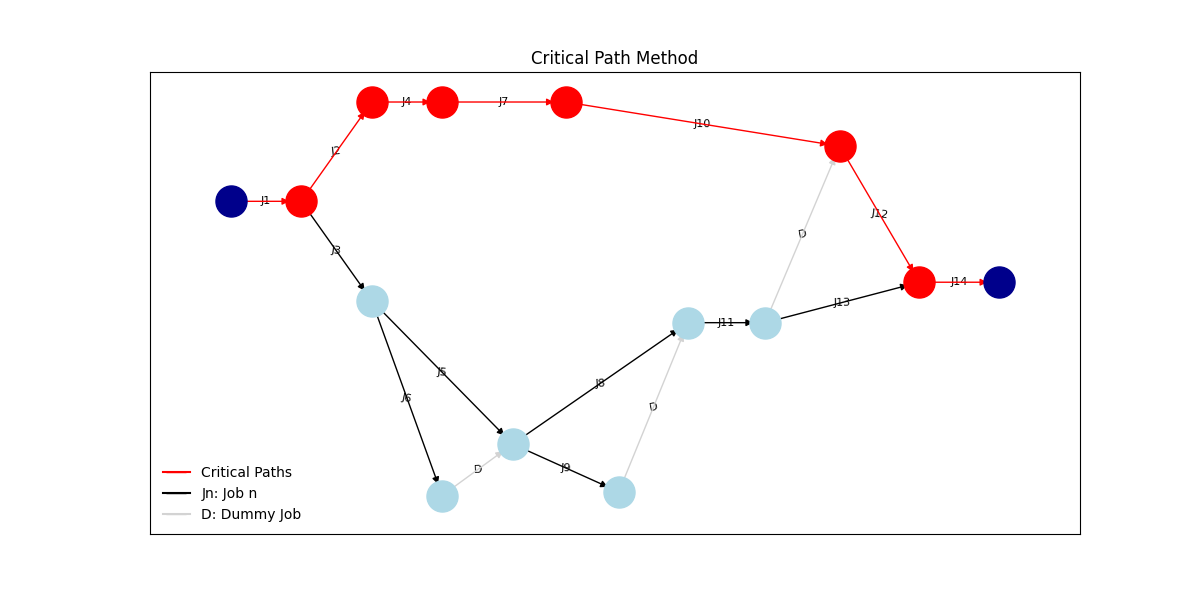 Critical Path Method
J4
J7
J10
J2
J1
J12
D
J3
J14
J13
J11
J5
J8
J6
D
J9
D
Critical Paths
Jn: Job n
D: Dummy Job